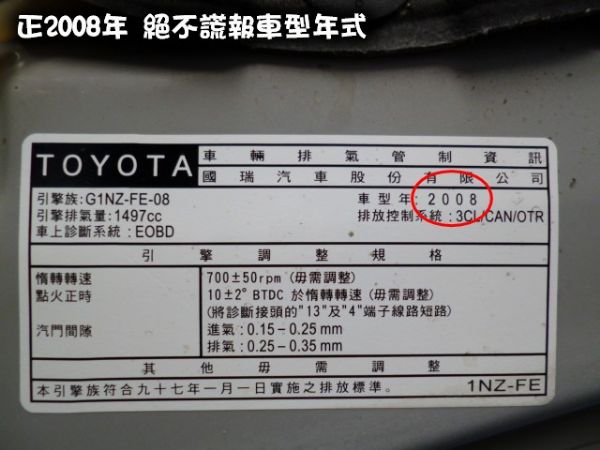 正2008年 絕不謊報車型年式
TOYOTA 車輛排氣管制資訊
國瑞汽車股份有限公司
引擎族:G1NZ-FE-08 車型年:2008
引擎排氣量:1497cc 排放控制系統:3CL/CAN/OTR
車上診斷系統:EOBD
引擎調整規格
惰轉轉速 700±50rpm (毋需調整)
點火正時 10±2° BTDC 於惰轉轉速 (毋需調整)
(將診斷接頭的"13"及"4"端子線路短路)
汽門間隙 進氣:0.15-0.25 mm
排氣:0.25-0.35 mm
其他毋需調整
本引擎族符合九十七年一月一日實施之排放標準。 1NZ-FE